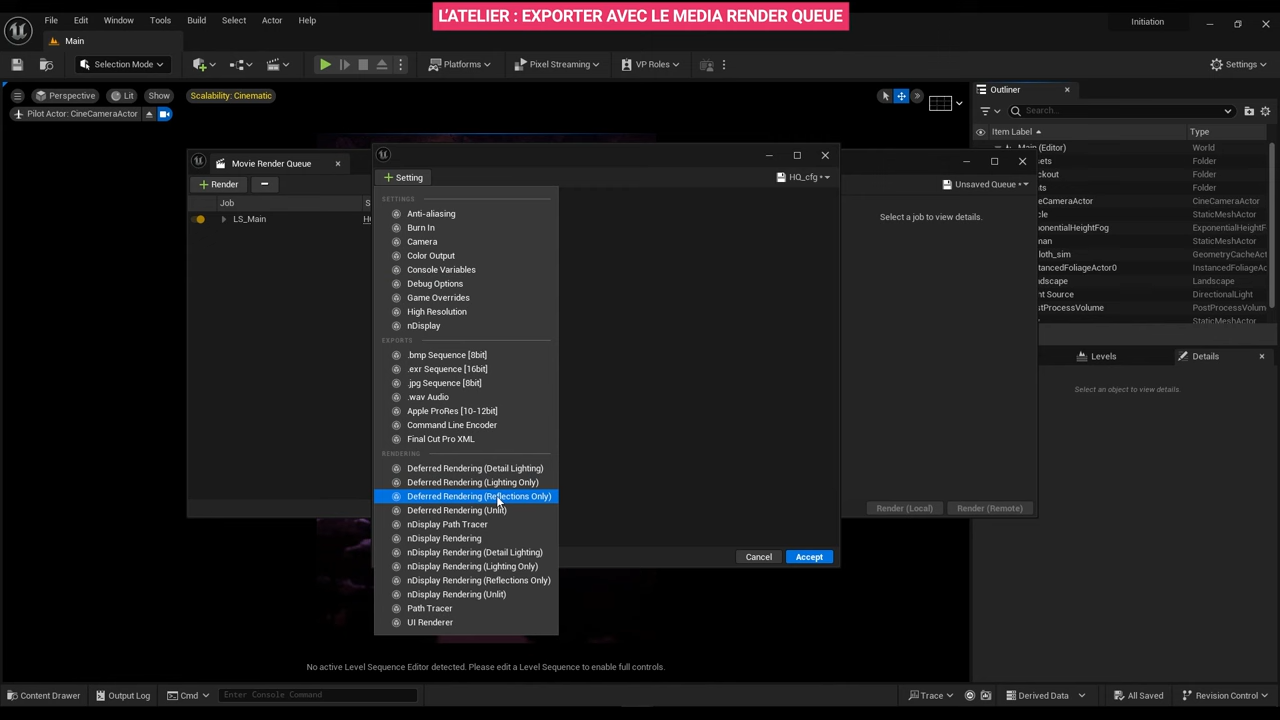 L'ATELIER : EXPORTER AVEC LE MEDIA RENDER QUEUE
File Edit Window Tools Build Select Actor Help
Initiation
Main
Selection Mode
Platforms
Pixel Streaming
VP Roles
Settings
Perspective
Lit
Show
Scalability: Cinematic
Pilot Actor: CineCameraActor
Outliner
Search...
Item Label
Type
Main (Editor)
World
Folder
Folder
Folder
CineCameraActor
StaticMeshActor
ExponentialHeightF
StaticMeshActor
GeometryCacheAct
InstancedFoliageAct
Landscape
DirectionalLight
PostProcessVolum
StaticMeshActor
Movie Render Queue
Render
Job
LS_Main
Unsaved Queue •
Select a job to view details.
Render (Local)
Render (Remote)
Setting
HQ_cfg •
SETTINGS
Anti-aliasing
Burn In
Camera
Color Output
Console Variables
Debug Options
Game Overrides
High Resolution
nDisplay
EXPORTS
.bmp Sequence [8bit]
.exr Sequence [16bit]
.jpg Sequence [8bit]
.wav Audio
Apple ProRes [10-12bit]
Command Line Encoder
Final Cut Pro XML
RENDERING
Deferred Rendering (Detail Lighting)
Deferred Rendering (Lighting Only)
Deferred Rendering (Reflections Only)
Deferred Rendering (Unlit)
nDisplay Path Tracer
nDisplay Rendering
nDisplay Rendering (Detail Lighting)
nDisplay Rendering (Lighting Only)
nDisplay Rendering (Reflections Only)
nDisplay Rendering (Unlit)
Path Tracer
UI Renderer
Cancel
Accept
Levels
Details
Select an object to view details.
No active Level Sequence Editor detected. Please edit a Level Sequence to enable full controls.
Content Drawer
Output Log
Cmd
Enter Console Command
Trace
Derived Data
All Saved
Revision Control